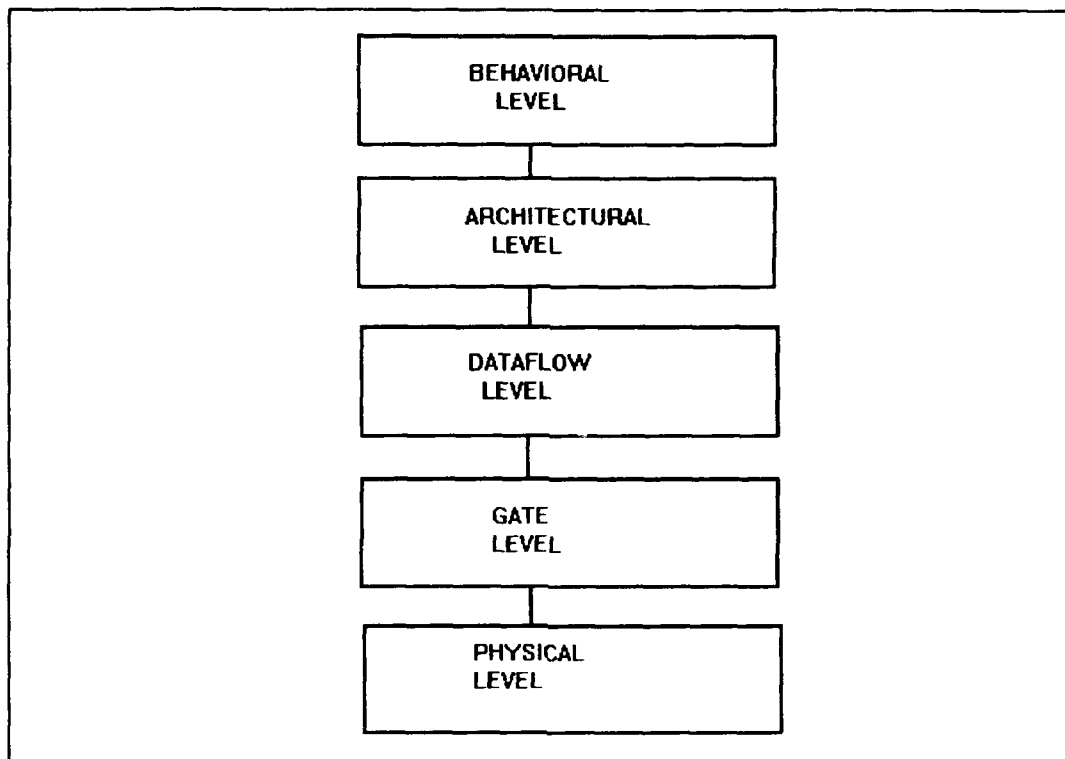 BEHAVIORAL
LEVEL
ARCHITECTURAL
LEVEL
DATAFLOW
LEVEL
GATE
LEVEL
PHYSICAL
LEVEL